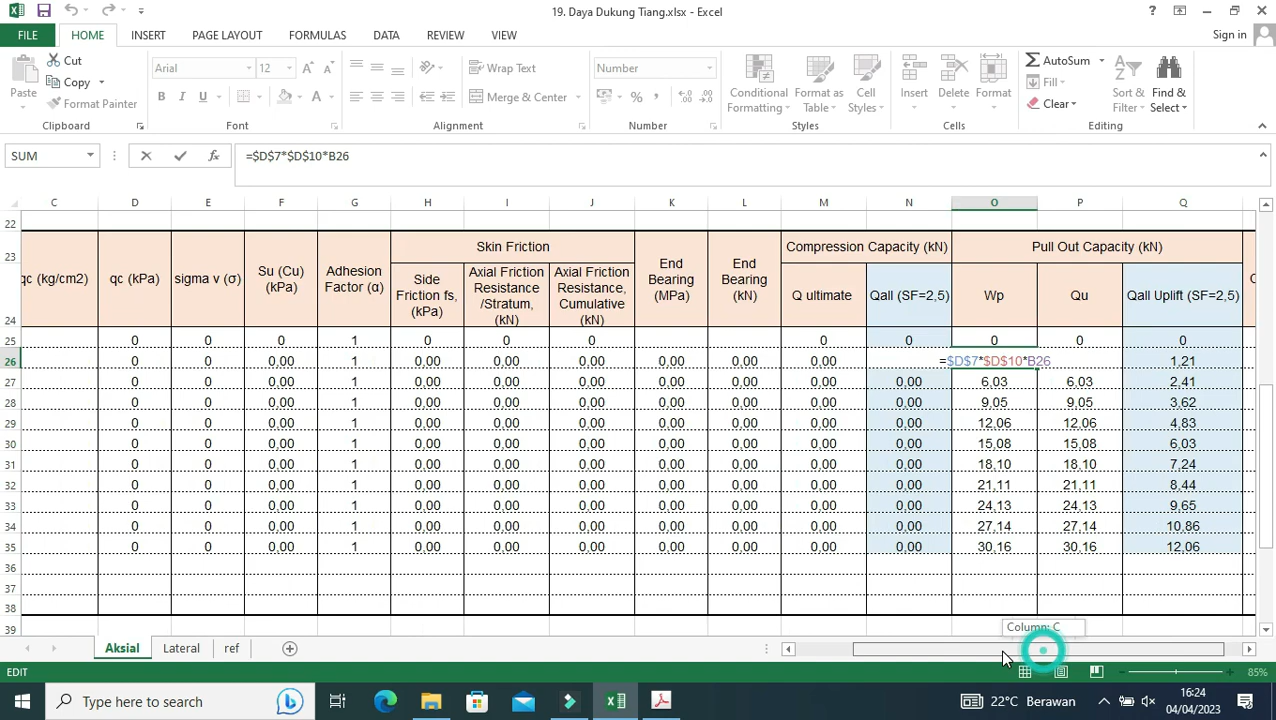 19. Daya Dukung Tiang.xlsx - Excel
FILE HOME INSERT PAGE LAYOUT FORMULAS DATA REVIEW VIEW Sign in
Paste Cut Copy Format Painter Clipboard
Arial 12 B I U Font
Wrap Text Merge & Center Alignment
Number % Number
Conditional Formatting Format as Table Cell Styles Styles
Insert Delete Format Cells
AutoSum Fill Clear Sort & Filter Find & Select Editing
SUM fx =$D$7*$D$10*B26
C D E F G H I J K L M N O P Q
22
23 Skin Friction Compression Capacity (kN) Pull Out Capacity (kN)
qc (kg/cm2) qc (kPa) sigma v (σ) Su (Cu) (kPa) Adhesion Factor (α) Side Friction fs, (kPa) Axial Friction Resistance /Stratum, (kN) Axial Friction Resistance, Cumulative (kN) End Bearing (MPa) End Bearing (kN) Q ultimate Qall (SF=2,5) Wp Qu Qall Uplift (SF=2,5)
24
25 0 0 0 1 0 0 0 0 0 0 0 0
26 0 0 0,00 1 0,00 0,00 0,00 0,00 0,00 0,00 =$D$7*$D$10*B26 1,21
27 0 0 0,00 1 0,00 0,00 0,00 0,00 0,00 0,00 0,00 6,03 6,03 2,41
28 0 0 0,00 1 0,00 0,00 0,00 0,00 0,00 0,00 0,00 9,05 9,05 3,62
29 0 0 0,00 1 0,00 0,00 0,00 0,00 0,00 0,00 0,00 12,06 12,06 4,83
30 0 0 0,00 1 0,00 0,00 0,00 0,00 0,00 0,00 0,00 15,08 15,08 6,03
31 0 0 0,00 1 0,00 0,00 0,00 0,00 0,00 0,00 0,00 18,10 18,10 7,24
32 0 0 0,00 1 0,00 0,00 0,00 0,00 0,00 0,00 0,00 21,11 21,11 8,44
33 0 0 0,00 1 0,00 0,00 0,00 0,00 0,00 0,00 0,00 24,13 24,13 9,65
34 0 0 0,00 1 0,00 0,00 0,00 0,00 0,00 0,00 0,00 27,14 27,14 10,86
35 0 0 0,00 1 0,00 0,00 0,00 0,00 0,00 0,00 0,00 30,16 30,16 12,06
36
37
38
39
Column: C
Aksial Lateral ref
EDIT 85%
Type here to search 22°C Berawan 16:24
04/04/2023